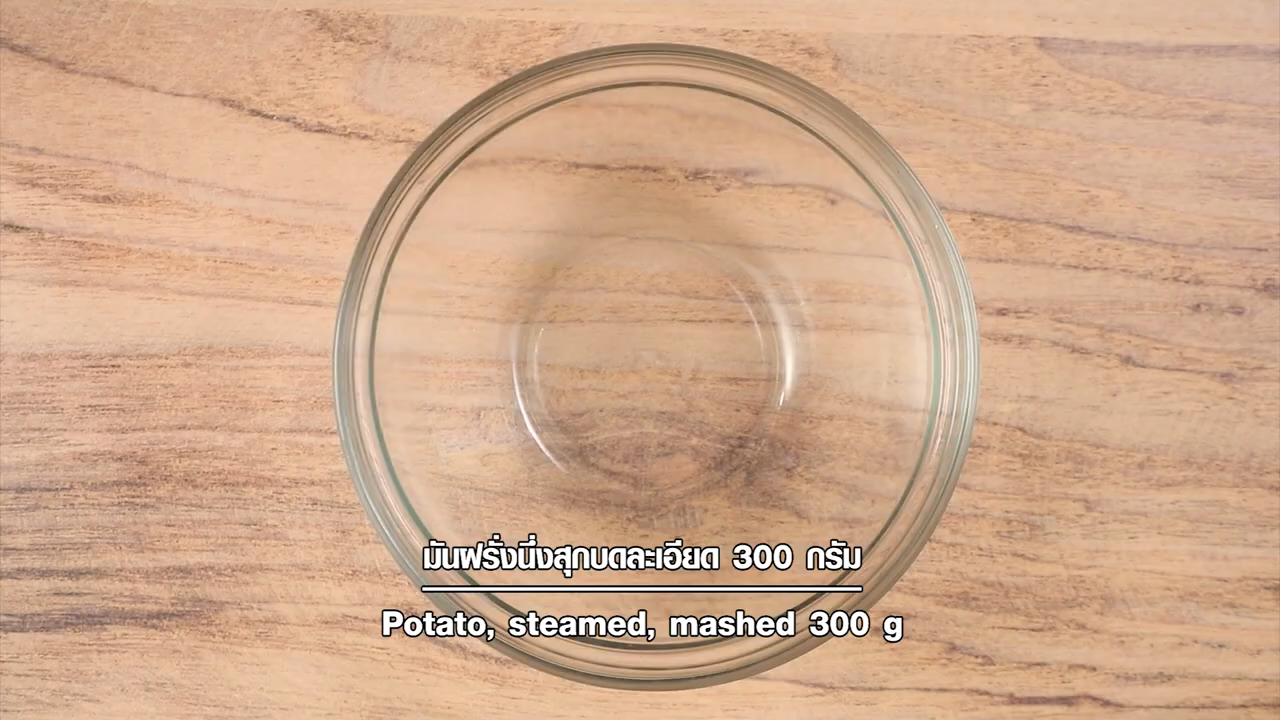 มันฝรั่งนึ่งสุกบดละเอียด 300 กรัม
Potato, steamed, mashed 300 g